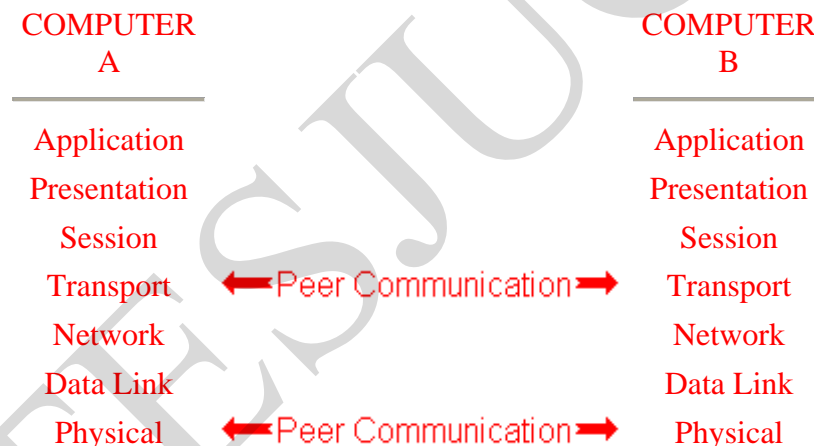 COMPUTER COMPUTER
A B
Application Application
Presentation Presentation
Session Session
Transport Peer Communication Transport
Network Network
Data Link Data Link
Physical Peer Communication Physical
TESJU